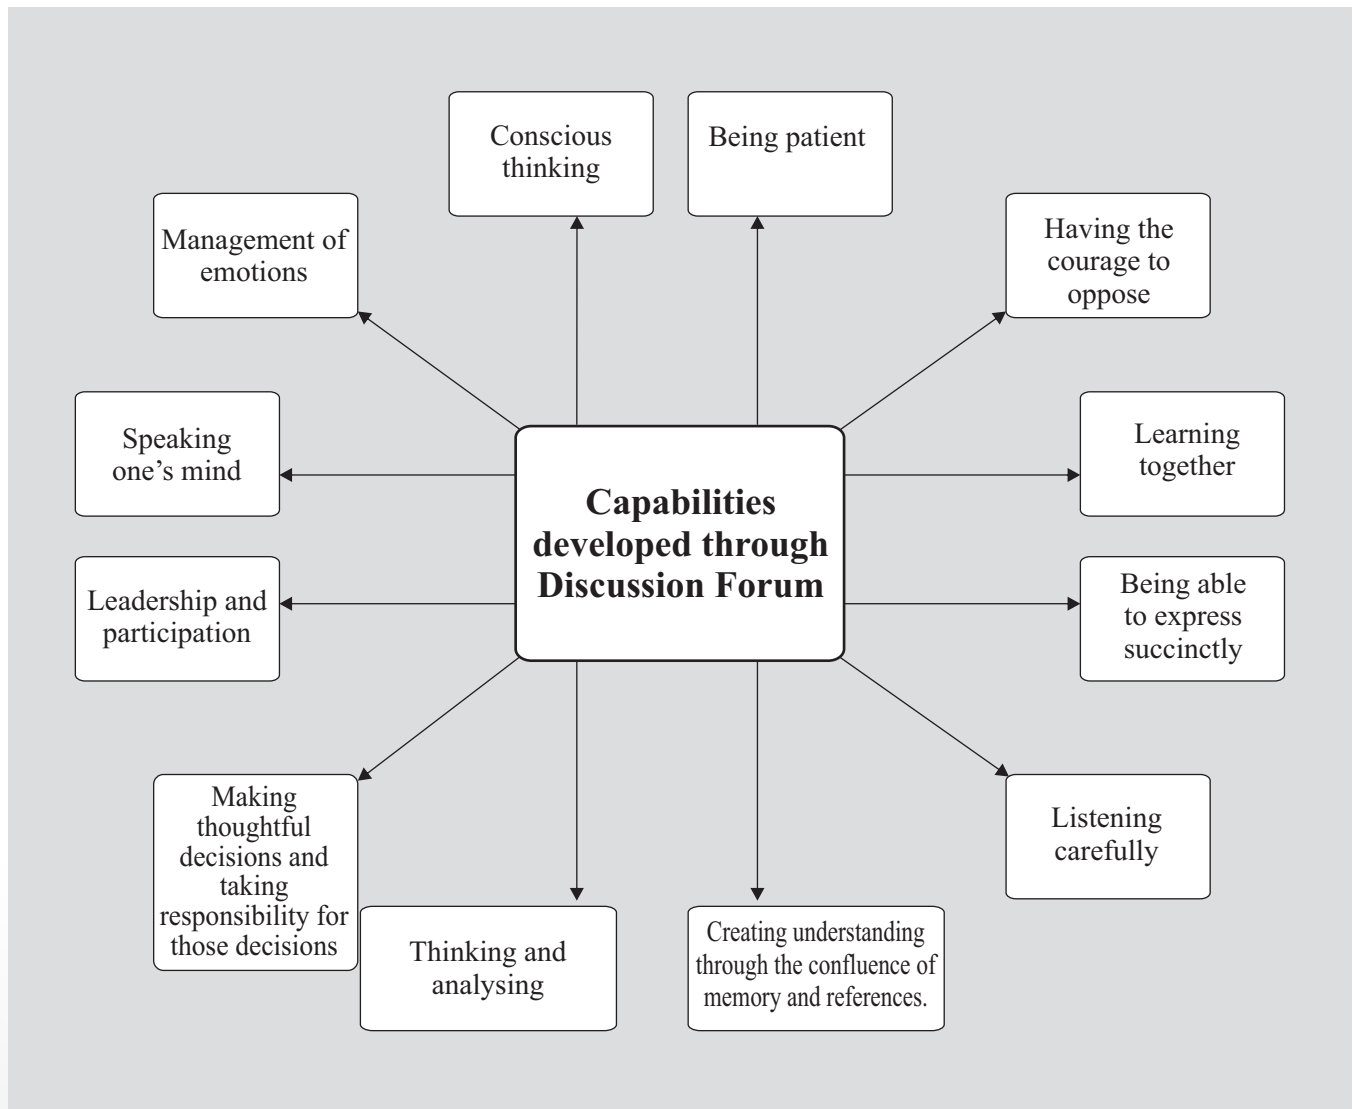 Conscious
thinking
Being patient
Management of
emotions
Having the
courage to
oppose
Speaking
one’s mind
Learning
together
Capabilities
developed through
Discussion Forum
Leadership and
participation
Being able
to express
succinctly
Making
thoughtful
decisions and
taking
responsibility for
those decisions
Listening
carefully
Thinking and
analysing
Creating understanding
through the confluence of
memory and references.